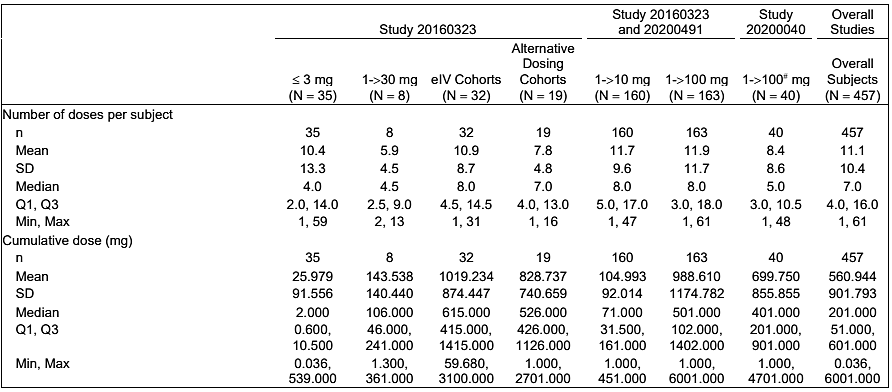 Study 20160323 Study 20160323 and 20200491 Study 20200040 Overall Studies
≤ 3 mg (N = 35) 1->30 mg (N = 8) eIV Cohorts (N = 32) Alternative Dosing Cohorts (N = 19) 1->10 mg (N = 160) 1->100 mg (N = 163) 1->100# mg (N = 40) Overall Subjects (N = 457)
Number of doses per subject
n 35 8 32 19 160 163 40 457
Mean 10.4 5.9 10.9 7.8 11.7 11.9 8.4 11.1
SD 13.3 4.5 8.7 4.8 9.6 11.7 8.6 10.4
Median 4.0 4.5 8.0 7.0 8.0 8.0 5.0 7.0
Q1, Q3 2.0, 14.0 2.5, 9.0 4.5, 14.5 4.0, 13.0 5.0, 17.0 3.0, 18.0 3.0, 10.5 4.0, 16.0
Min, Max 1, 59 2, 13 1, 31 1, 16 1, 47 1, 61 1, 48 1, 61
Cumulative dose (mg)
n 35 8 32 19 160 163 40 457
Mean 25.979 143.538 1019.234 828.737 104.993 988.610 699.750 560.944
SD 91.556 140.440 874.447 740.659 92.014 1174.782 855.855 901.793
Median 2.000 106.000 615.000 526.000 71.000 501.000 401.000 201.000
Q1, Q3 0.600, 46.000, 415.000, 426.000, 31.500, 102.000, 201.000, 51.000,
10.500 241.000 1415.000 1126.000 161.000 1402.000 901.000 601.000
Min, Max 0.036, 1.300, 59.680, 1.000, 1.000, 1.000, 1.000, 0.036,
539.000 361.000 3100.000 2701.000 451.000 6001.000 4701.000 6001.000